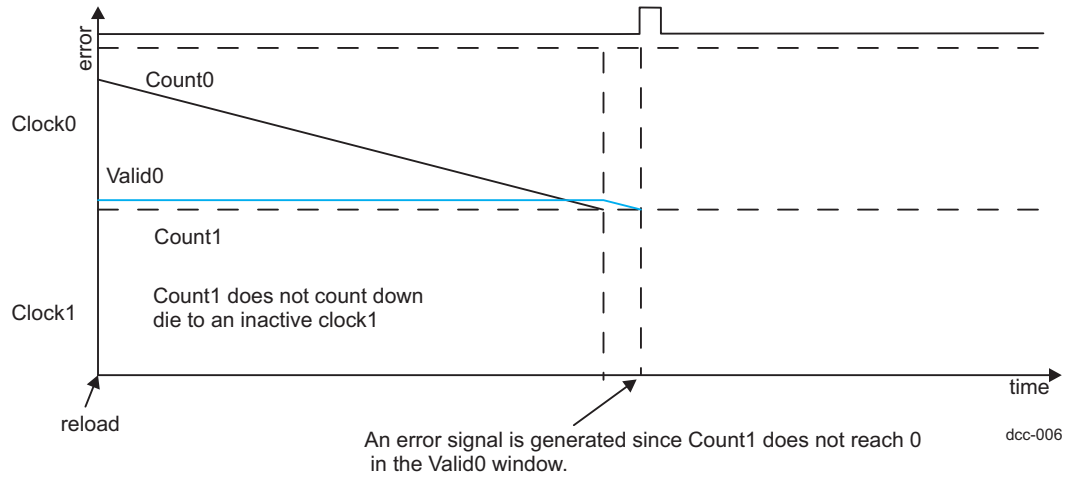 error
Count0
Clock0
Valid0
Count1
Count1 does not count down
die to an inactive clock1
Clock1
time
reload
An error signal is generated since Count1 does not reach 0
in the Valid0 window.
dcc-006